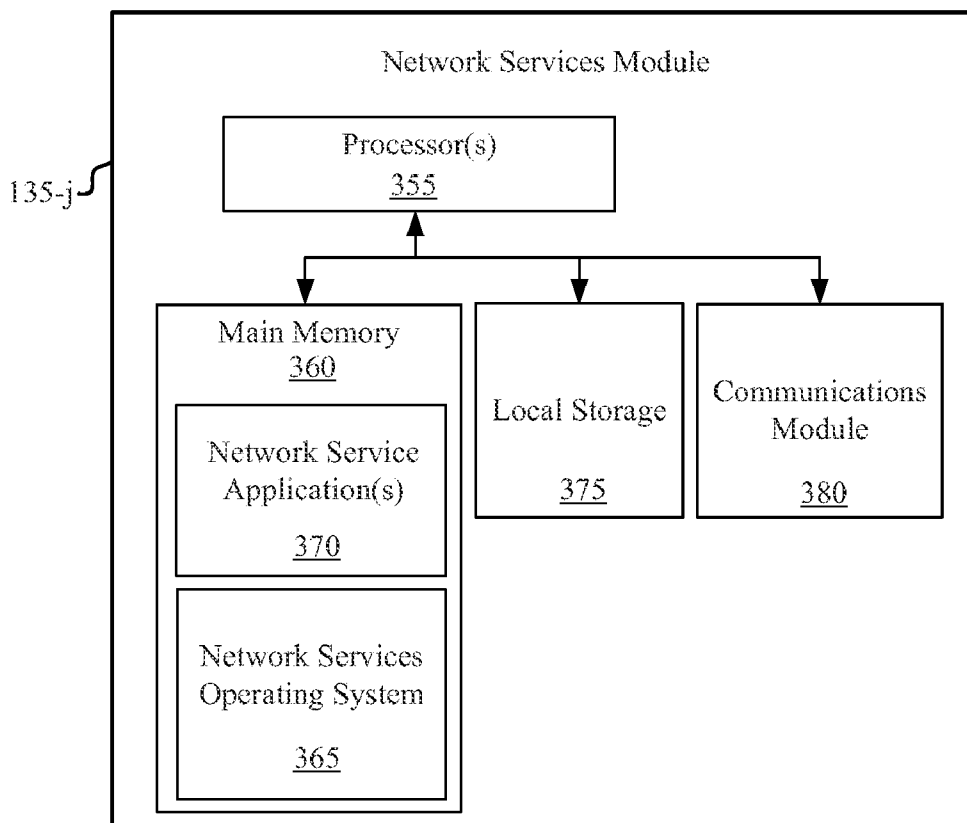 Network Services Module
Processor(s)
355
135-j
Main Memory
360
Network Service
Application(s)
370
Network Services
Operating System
365
Local Storage
375
Communications
Module
380